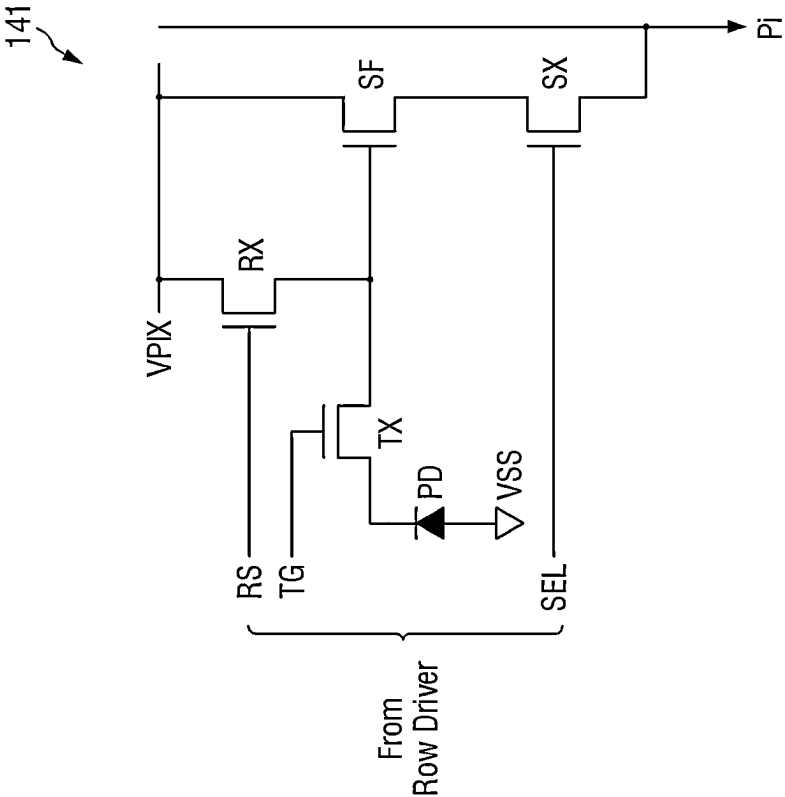 141
VPIX
RX
SF
SX
Pi
RS
TG
TX
PD
VSS
SEL
From
Row Driver